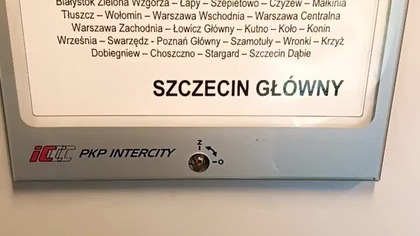 Białystok Zielona Wzgórza – Łapy – Szepietowo – Czyżew – Małkinia
Tłuszcz – Wołomin – Warszawa Wschodnia – Warszawa Centralna
Warszawa Zachodnia – Łowicz Główny – Kutno – Koło – Konin
Września – Swarzędz - Poznań Główny – Szamotuły – Wronki – Krzyż
Dobiegniew – Choszczno – Stargard – Szczecin Dąbie
SZCZECIN GŁÓWNY
IC PKP INTERCITY
Z
O